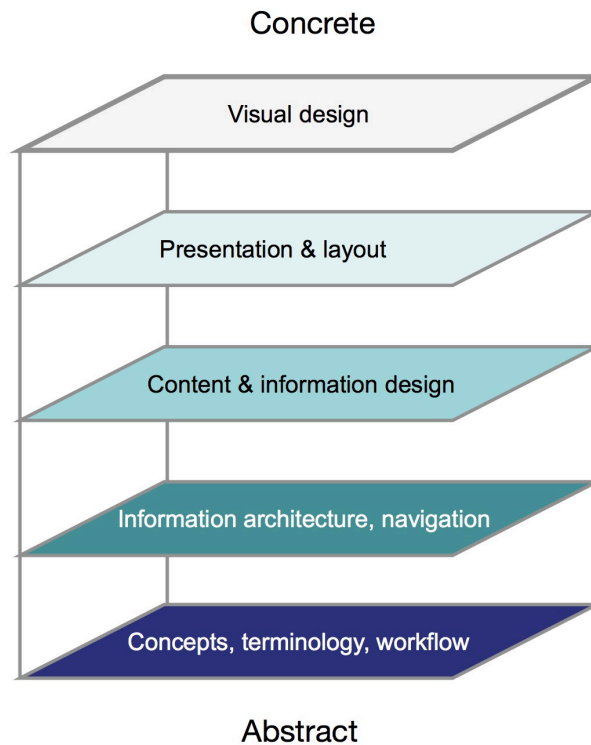 Concrete
Visual design
Presentation & layout
Content & information design
Information architecture, navigation
Concepts, terminology, workflow
Abstract